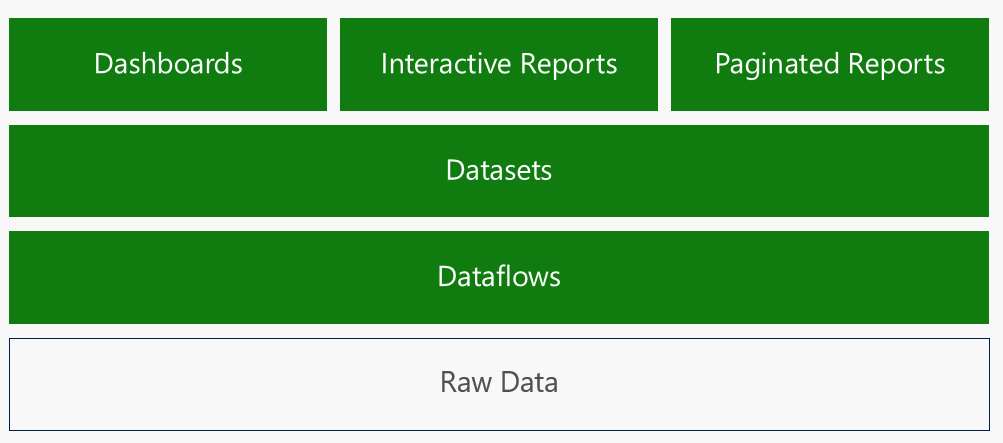 Dashboards
Interactive Reports
Paginated Reports
Datasets
Dataflows
Raw Data